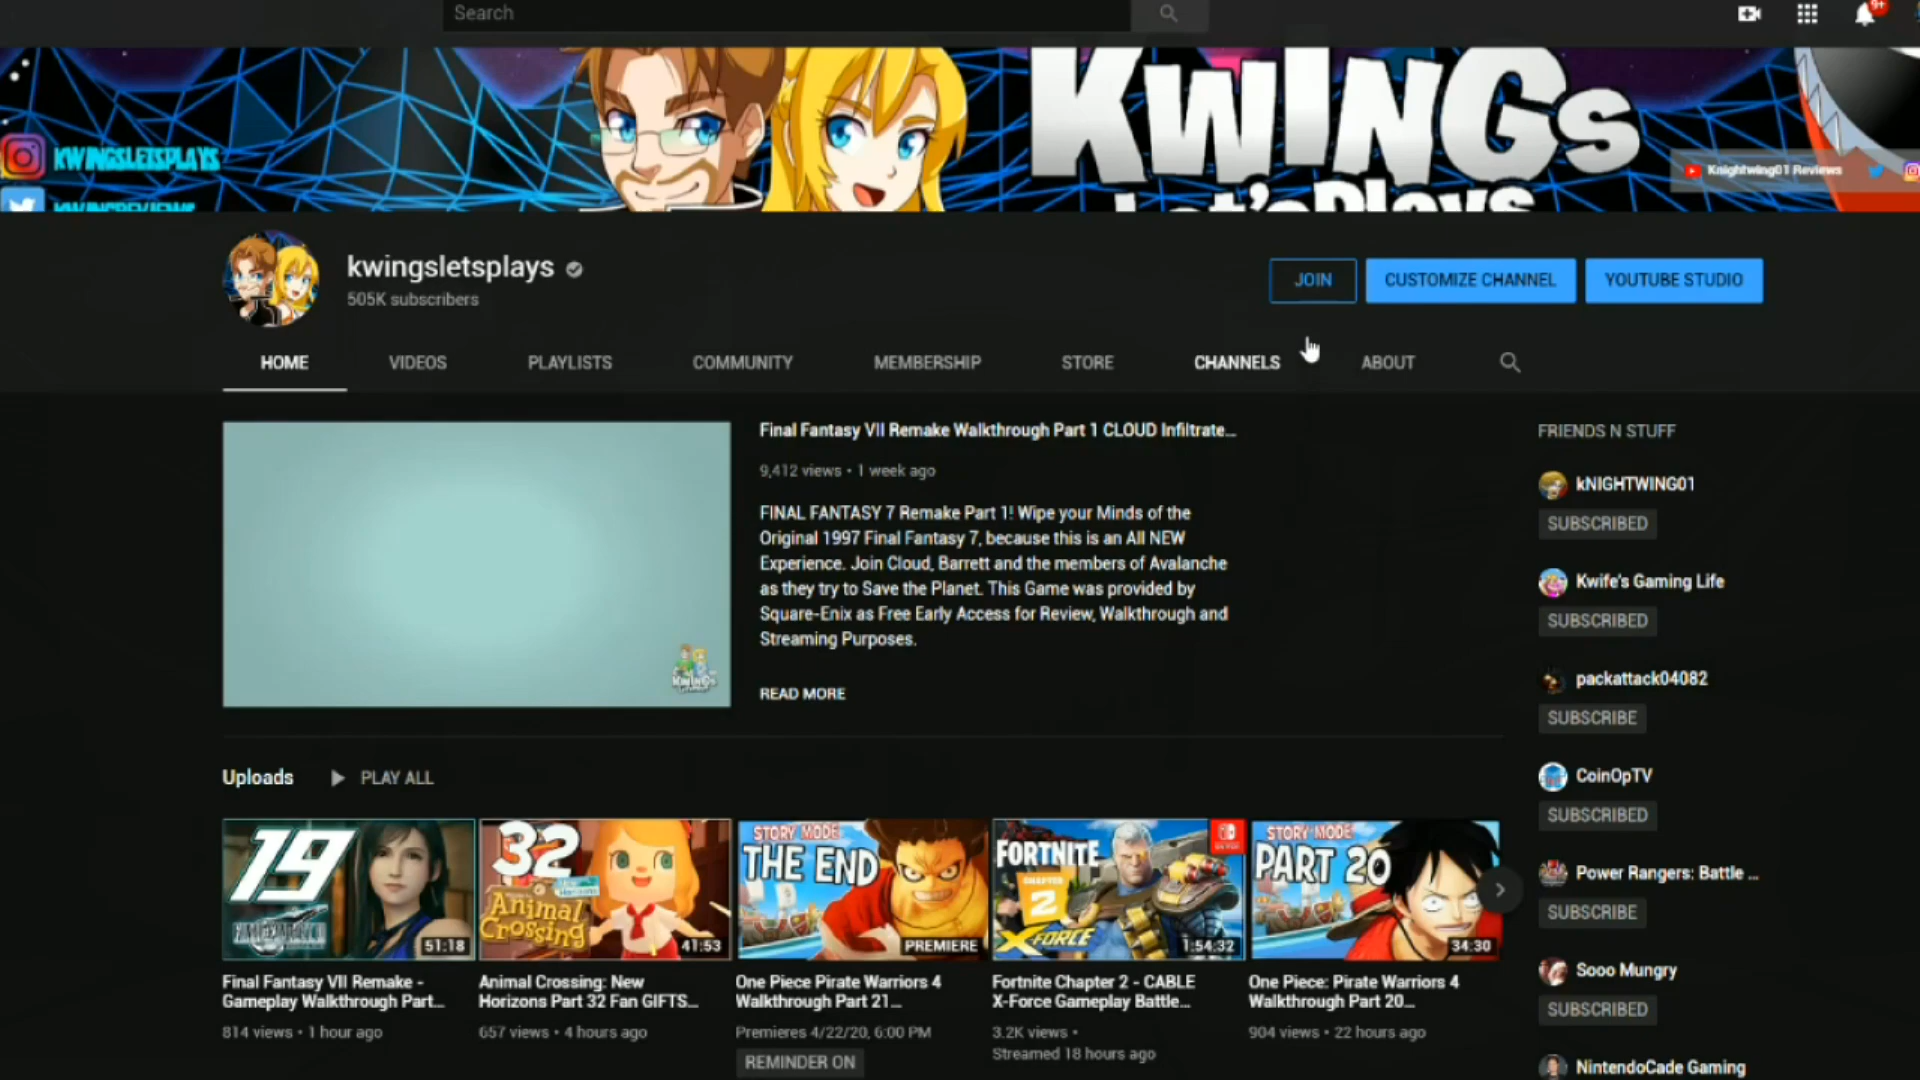 Search
9+
KWINGSLETSPLAYS
KWINGREVIEWS
KWINGs
Let'sPlays
Knightwing01 Reviews
kwingsletsplays
505K subscribers
JOIN
CUSTOMIZE CHANNEL
YOUTUBE STUDIO
HOME
VIDEOS
PLAYLISTS
COMMUNITY
MEMBERSHIP
STORE
CHANNELS
ABOUT
Final Fantasy VII Remake Walkthrough Part 1 CLOUD Infiltrate...
9,412 views • 1 week ago
FINAL FANTASY 7 Remake Part 1! Wipe your Minds of the
Original 1997 Final Fantasy 7, because this is an All NEW
Experience. Join Cloud, Barrett and the members of Avalanche
as they try to Save the Planet. This Game was provided by
Square-Enix as Free Early Access for Review, Walkthrough and
Streaming Purposes.
READ MORE
KWINGs
FRIENDS N STUFF
kNIGHTWING01
SUBSCRIBED
Kwife's Gaming Life
SUBSCRIBED
packattack04082
SUBSCRIBE
CoinOpTV
SUBSCRIBED
Power Rangers: Battle ...
SUBSCRIBE
Sooo Mungry
SUBSCRIBED
NintendoCade Gaming
Uploads
PLAY ALL
19
51:18
Final Fantasy VII Remake -
Gameplay Walkthrough Part...
814 views • 1 hour ago
32
Animal
Crossing
41:53
Animal Crossing: New
Horizons Part 32 Fan GIFTS...
657 views • 4 hours ago
STORY MODE
THE END
PREMIERE
One Piece Pirate Warriors 4
Walkthrough Part 21...
Premieres 4/22/20, 6:00 PM
REMINDER ON
FORTNITE
CHAPTER
2
X-FORCE
1:54:32
Fortnite Chapter 2 - CABLE
X-Force Gameplay Battle...
3.2K views •
Streamed 18 hours ago
STORY MODE
PART 20
34:30
One Piece: Pirate Warriors 4
Walkthrough Part 20...
904 views • 22 hours ago